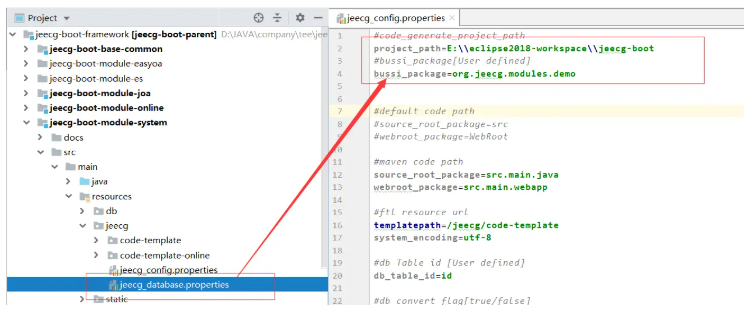 Project
jeecg-boot-framework [jeecg-boot-parent] D:\JAVA\company\tee\jee
jeecg-boot-base-common
jeecg-boot-module-easyoa
jeecg-boot-module-es
jeecg-boot-module-joa
jeecg-boot-module-online
jeecg-boot-module-system
docs
src
main
java
resources
db
jeecg
code-template
code-template-online
jeecg_config.properties
jeecg_database.properties
static
jeecg_config.properties
1 #code_generate_project_path
2 project_path=E:\\eclipse2018-workspace\\jeecg-boot
3 #bussi_package[User defined]
4 bussi_package=org.jeecg.modules.demo
5
6
7 #default code path
8 #source_root_package=src
9 #webroot_package=WebRoot
10
11 #maven code path
12 source_root_package=src.main.java
13 webroot_package=src.main.webapp
14
15 #ftl resource url
16 templatepath=/jeecg/code-template
17 system_encoding=utf-8
18
19 #db Table id [User defined]
20 db_table_id=id
21
22 #db convert flag[true/false]